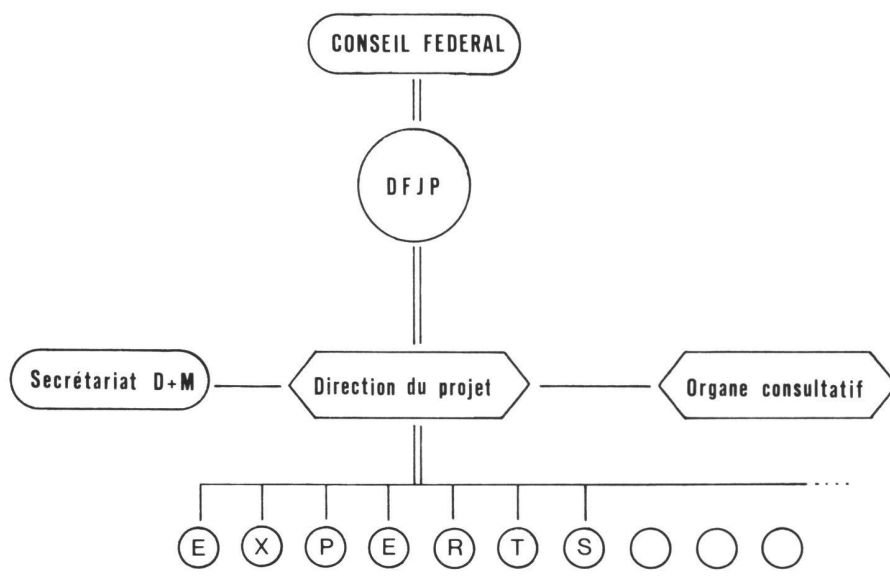 CONSEIL FEDERAL
DFJP
Secrétariat D+M
Direction du projet
Organe consultatif
E X P E R T S